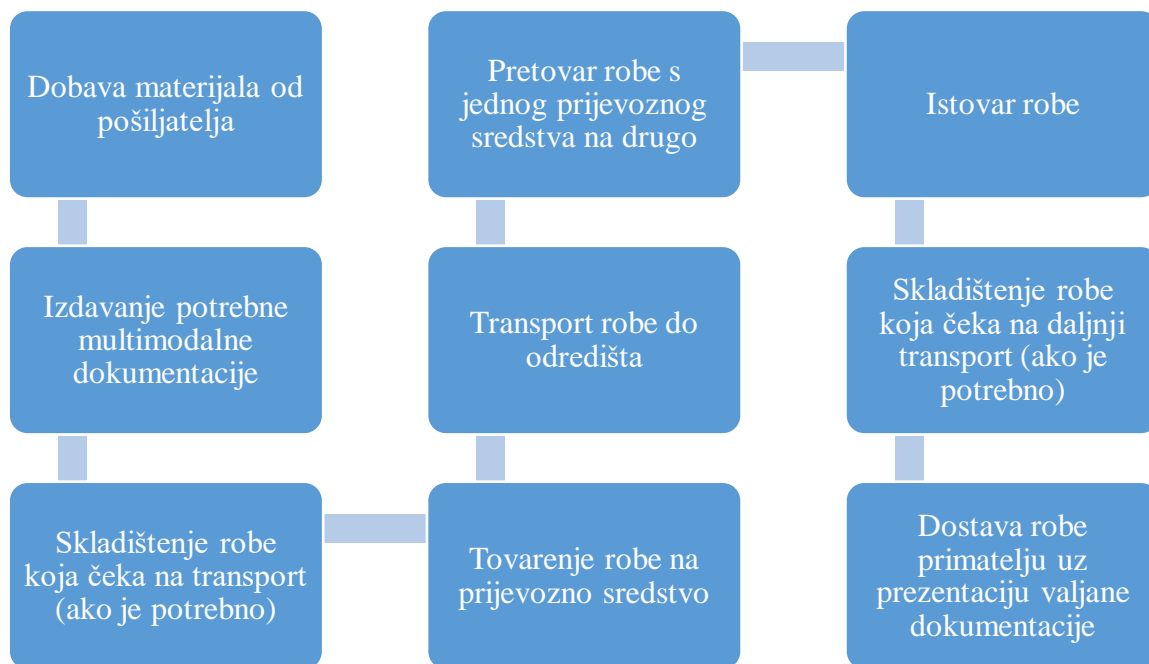 Dobava materijala od
pošiljatelja
Izdavanje potrebne
multimodalne
dokumentacije
Skladištenje robe
koja čeka na transport
(ako je potrebno)
Tovarenje robe na
prijevozno sredstvo
Transport robe do
odredišta
Pretovar robe s
jednog prijevoznog
sredstva na drugo
Istovar robe
Skladištenje robe
koja čeka na daljnji
transport (ako je
potrebno)
Dostava robe
primatelju uz
prezentaciju valjane
dokumentacije